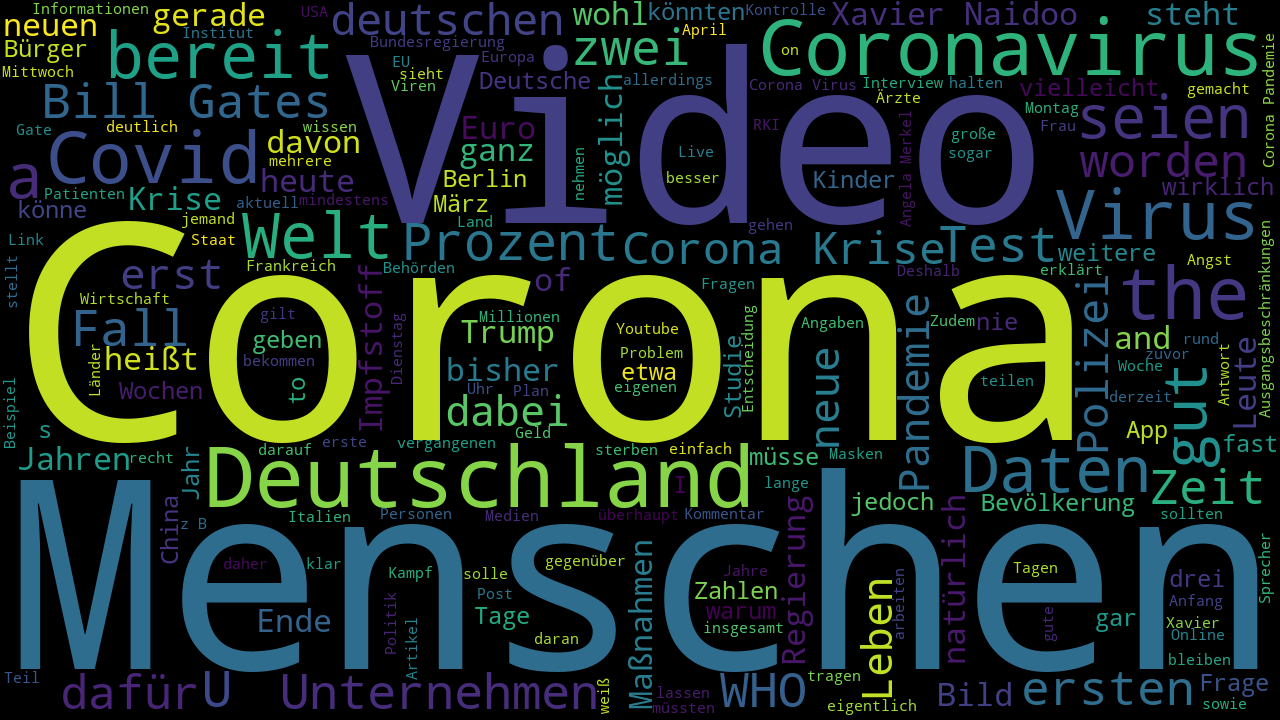 Informationen
USA
deutschen
wohl
könnten
Kontrolle
Xavier Naidoo
steht
neuen
gerade
Institut
April
Bürger
bereit
Bundesregierung
zwei
Coronavirus
on
Mittwoch
EU
sieht
Viren
Europa
Deutsche
allerdings
Corona Virus
Interview
halten
vielleicht
gemacht
Corona Pandemie
Bill Gates
Video
Ärzte
Montag
Frau
seien
Gate
deutlich
wissen
Covid
davon
Euro
möglich
RKI
Angela Merkel
große
sogar
mehrere
ganz
Live
besser
nehmen
worden
a
Patienten
Krise
heute
Berlin
Kinder
wirklich
könne
aktuell
mindestens
März
jemand
Land
gehen
Virus
Link
Staat
Welt
Prozent
Corona Krise
Test
weitere
stellt
erst
Frankreich
Behörden
of
Fragen
Deshalb
erklärt
Angst
Ausgangsbeschränkungen
Wirtschaft
Corona
Impfstoff
the
Fall
gilt
Millionen
Youtube
Angaben
Zudem
nie
Polizei
and
rund
geben
Trump
Studie
Entscheidung
Pandemie
heißt
Länder
bekommen
Dienstag
bisher
Problem
etwa
neue
zuvor
Woche
Wochen
to
Uhr
Plan
eigenen
teilen
derzeit
Antwort
Leute
Beispiel
s
dabei
Geld
gut
App
Jahren
recht
Jahr
darauf
erste
vergangenen
sterben
einfach
müsse
Masken
fast
Deutschland
I
lange
Daten
Zeit
China
z B
Italien
Personen
Medien
überhaupt
Kommentar
Regierung
jedoch
Bevölkerung
sollten
natürlich
Menschen
daher
klar
Kampf
solle
gegenüber
Maßnahmen
Jahre
Zahlen
warum
insgesamt
Leben
arbeiten
Tagen
drei
Sprecher
Anfang
Ende
Politik
Artikel
Post
Tage
daran
gute
gar
Xavier
Online
bleiben
Teil
dafür
U
Unternehmen
weiß
lassen
müssten
WHO
tragen
eigentlich
Bild
ersten
Frage
sowie